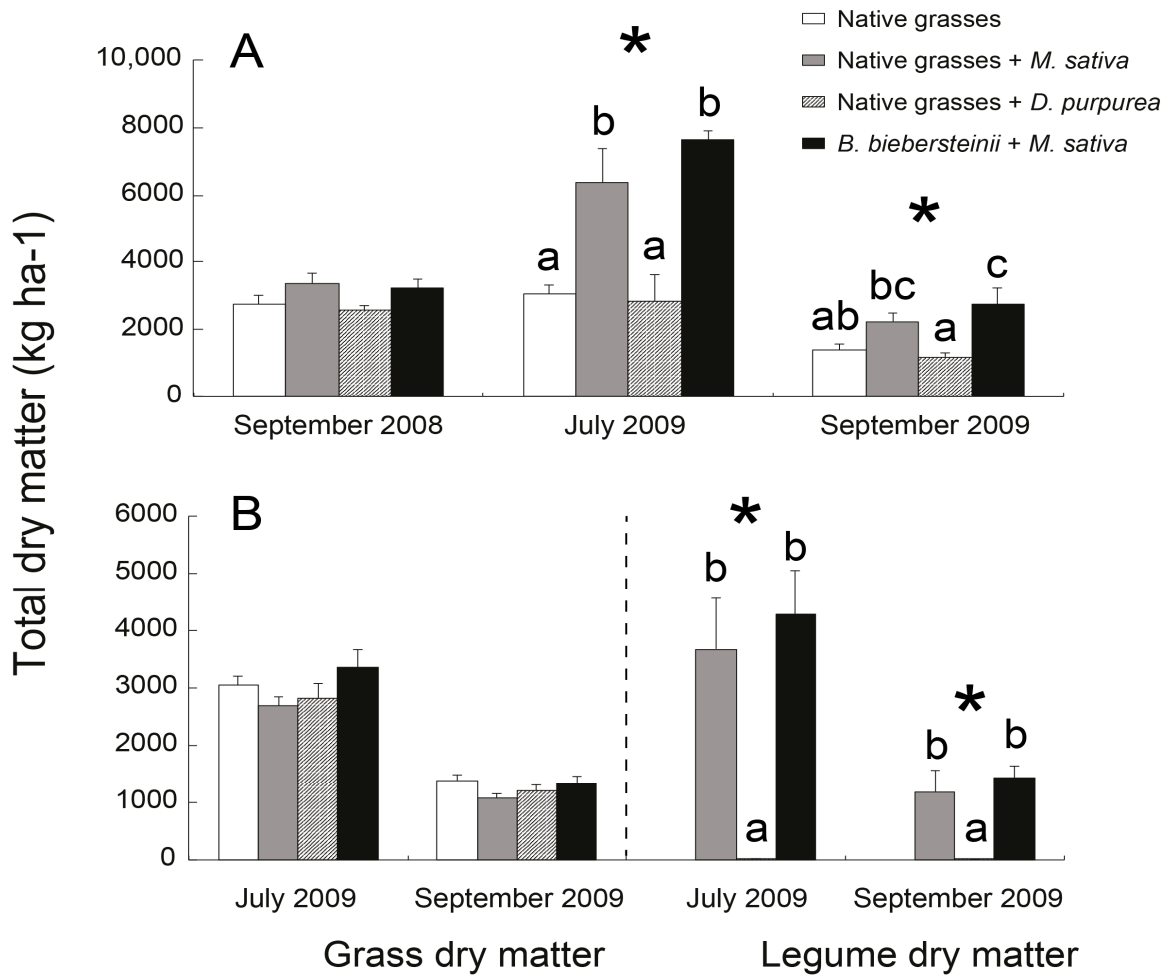 Native grasses
Native grasses + M. sativa
Native grasses + D. purpurea
B. biebersteinii + M. sativa
A
*
10,000
8000
6000
4000
2000
0
b
b
a
a
*
ab
bc
a
c
September 2008
July 2009
September 2009
Total dry matter (kg ha-1)
B
6000
5000
4000
3000
2000
1000
0
*
b
b
a
*
b
b
a
July 2009
September 2009
July 2009
September 2009
Grass dry matter
Legume dry matter